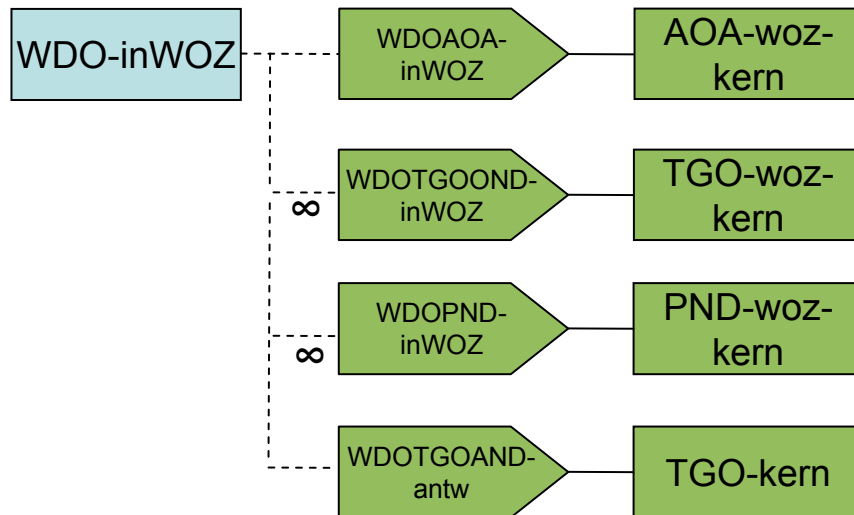 WDO-inWOZ
WDOAOA-
inWOZ
AOA-woz-
kern
WDOTGOOND-
inWOZ
TGO-woz-
kern
∞
WDOPND-
inWOZ
PND-woz-
kern
∞
WDOTGOAND-
antw
TGO-kern